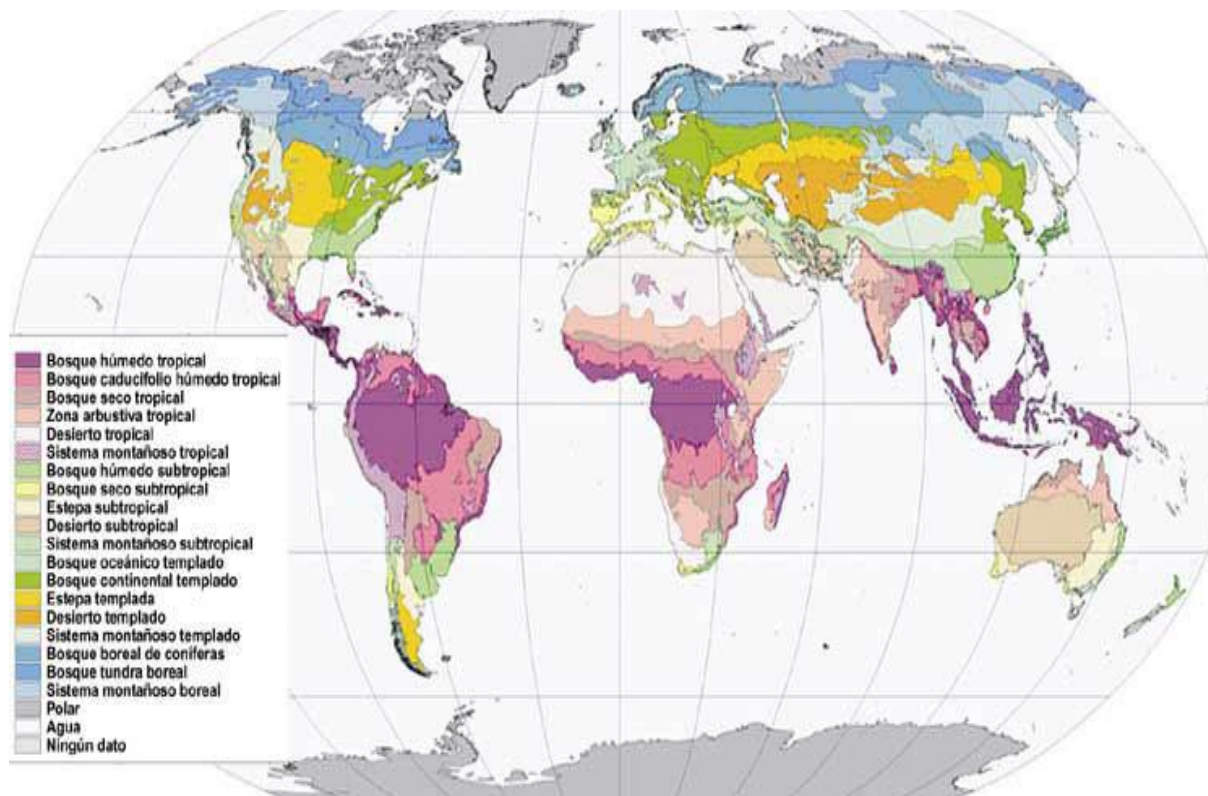 Bosque húmedo tropical
Bosque caducifolio húmedo tropical
Bosque seco tropical
Zona arbustiva tropical
Desierto tropical
Sistema montañoso tropical
Bosque húmedo subtropical
Bosque seco subtropical
Estepa subtropical
Desierto subtropical
Sistema montañoso subtropical
Bosque oceánico templado
Bosque continental templado
Estepa templada
Desierto templado
Sistema montañoso templado
Bosque boreal de coníferas
Bosque tundra boreal
Sistema montañoso boreal
Polar
Agua
Ningún dato